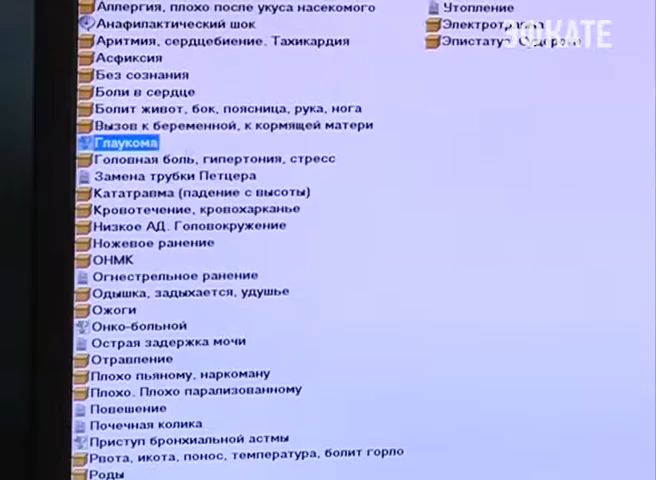 Аллергия, плохо после укуса насекомого
Анафилактический шок
Аритмия, сердцебиение. Тахикардия
Асфиксия
Без сознания
Боли в сердце
Болит живот, бок, поясница, рука, нога
Вызов к беременной, к кормящей матери
Глаукома
Головная боль, гипертония, стресс
Замена трубки Петцера
Кататравма (падение с высоты)
Кровотечение, кровохарканье
Низкое АД. Головокружение
Ножевое ранение
ОНМК
Огнестрельное ранение
Одышка, задыхается, удушье
Ожоги
Онко-больной
Острая задержка мочи
Отравление
Плохо пьяному, наркоману
Плохо. Плохо парализованному
Повешение
Почечная колика
Приступ бронхиальной астмы
Рвота, икота, понос, температура, болит горло
Роды
Утопление
Электротравма